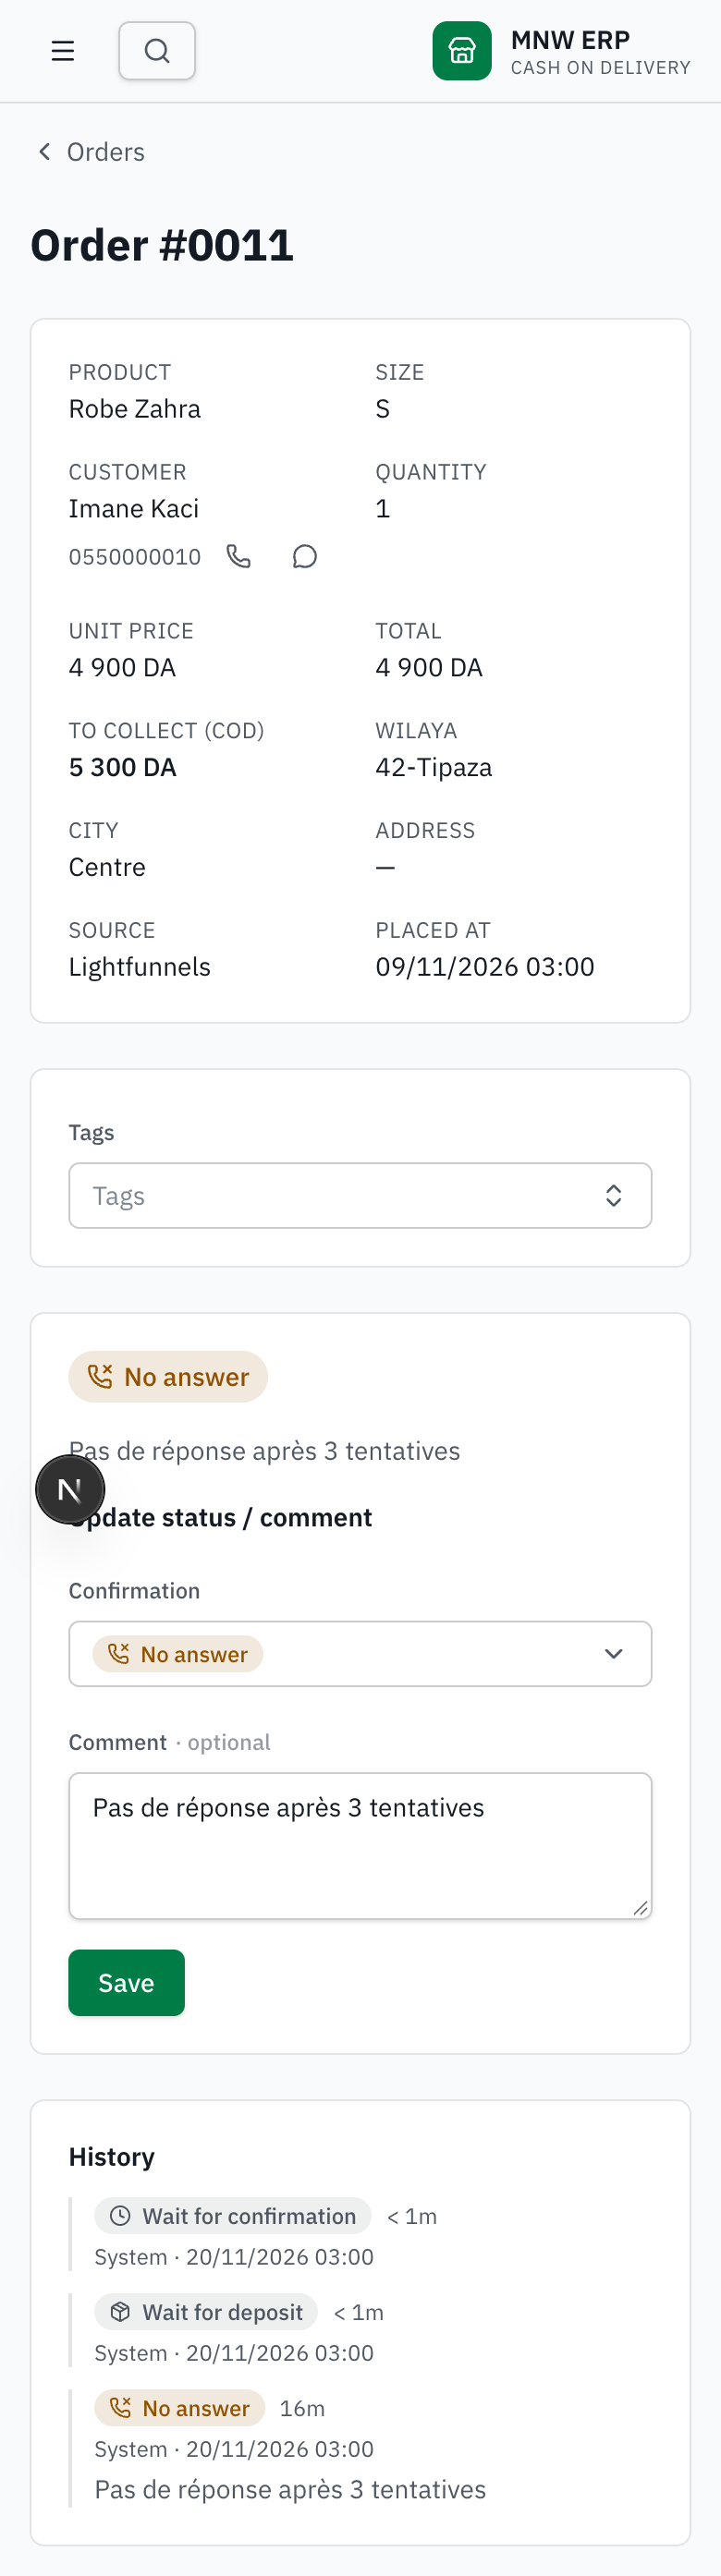 MNW ERP
CASH ON DELIVERY
Orders
Order #0011
PRODUCT
Robe Zahra
SIZE
S
CUSTOMER
Imane Kaci
0550000010
QUANTITY
1
UNIT PRICE
4 900 DA
TOTAL
4 900 DA
TO COLLECT (COD)
5 300 DA
WILAYA
42-Tipaza
CITY
Centre
ADDRESS
—
SOURCE
Lightfunnels
PLACED AT
09/11/2026 03:00
Tags
Tags
No answer
Pas de réponse après 3 tentatives
N
Update status / comment
Confirmation
No answer
Comment · optional
Pas de réponse après 3 tentatives
Save
History
Wait for confirmation < 1m
System · 20/11/2026 03:00
Wait for deposit < 1m
System · 20/11/2026 03:00
No answer 16m
System · 20/11/2026 03:00
Pas de réponse après 3 tentatives